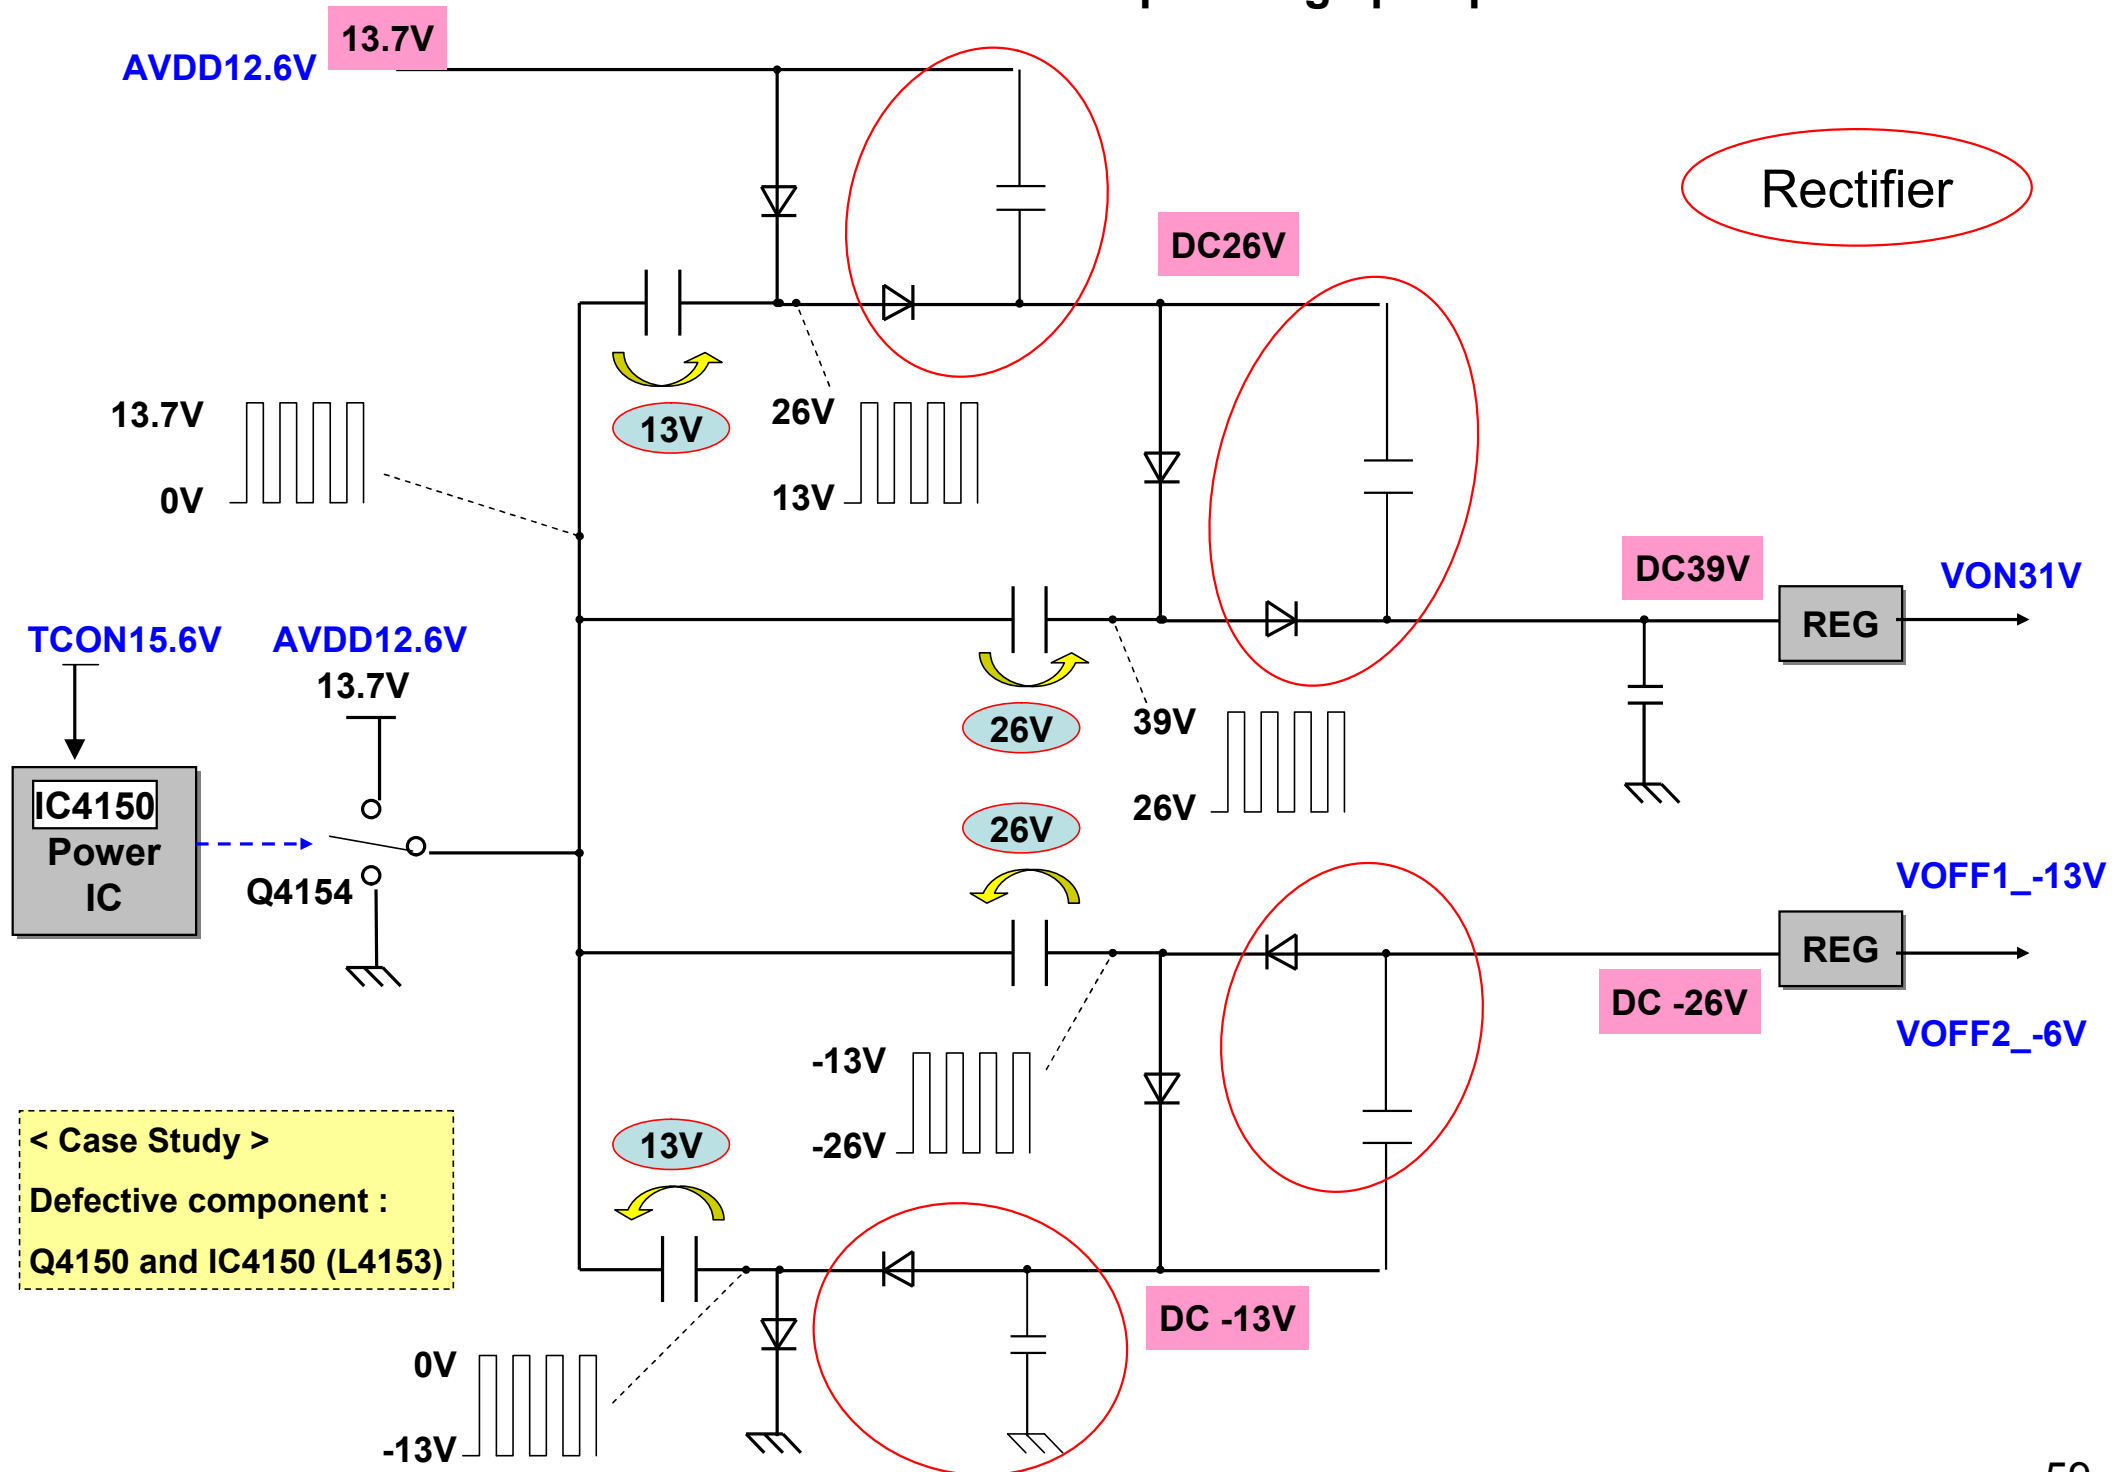 13.7V
AVDD12.6V
Rectifier
DC26V
13.7V
0V
13V
26V
13V
DC39V
VON31V
REG
TCON15.6V
AVDD12.6V
13.7V
26V
39V
26V
IC4150
Power
IC
Q4154
26V
VOFF1_-13V
REG
DC -26V
VOFF2_-6V
-13V
-26V
< Case Study >
Defective component :
Q4150 and IC4150 (L4153)
13V
DC -13V
0V
-13V